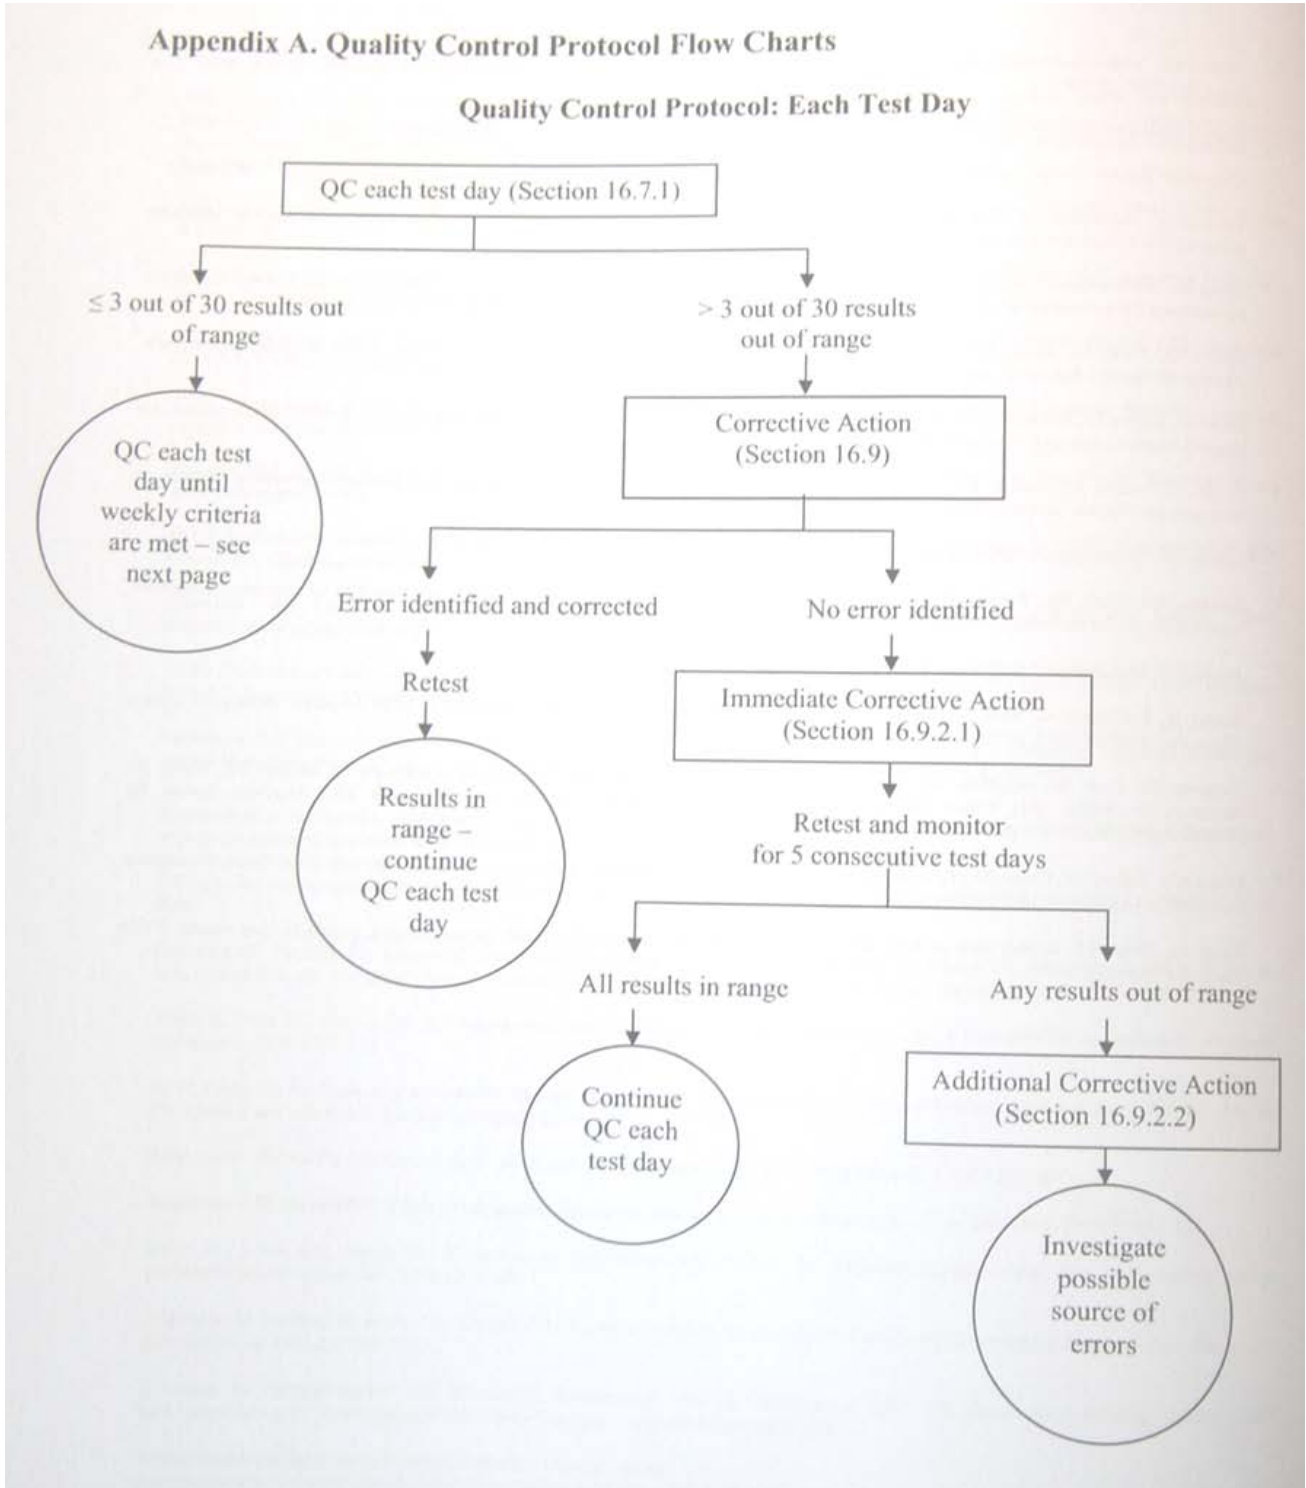 Appendix A. Quality Control Protocol Flow Charts
Quality Control Protocol: Each Test Day
QC each test day (Section 16.7.1)
≤ 3 out of 30 results out
of range
> 3 out of 30 results
out of range
QC each test
day until
weekly criteria
are met – see
next page
Corrective Action
(Section 16.9)
Error identified and corrected
No error identified
Retest
Immediate Corrective Action
(Section 16.9.2.1)
Results in
range –
continue
QC each test
day
Retest and monitor
for 5 consecutive test days
All results in range
Any results out of range
Continue
QC each
test day
Additional Corrective Action
(Section 16.9.2.2)
Investigate
possible
source of
errors